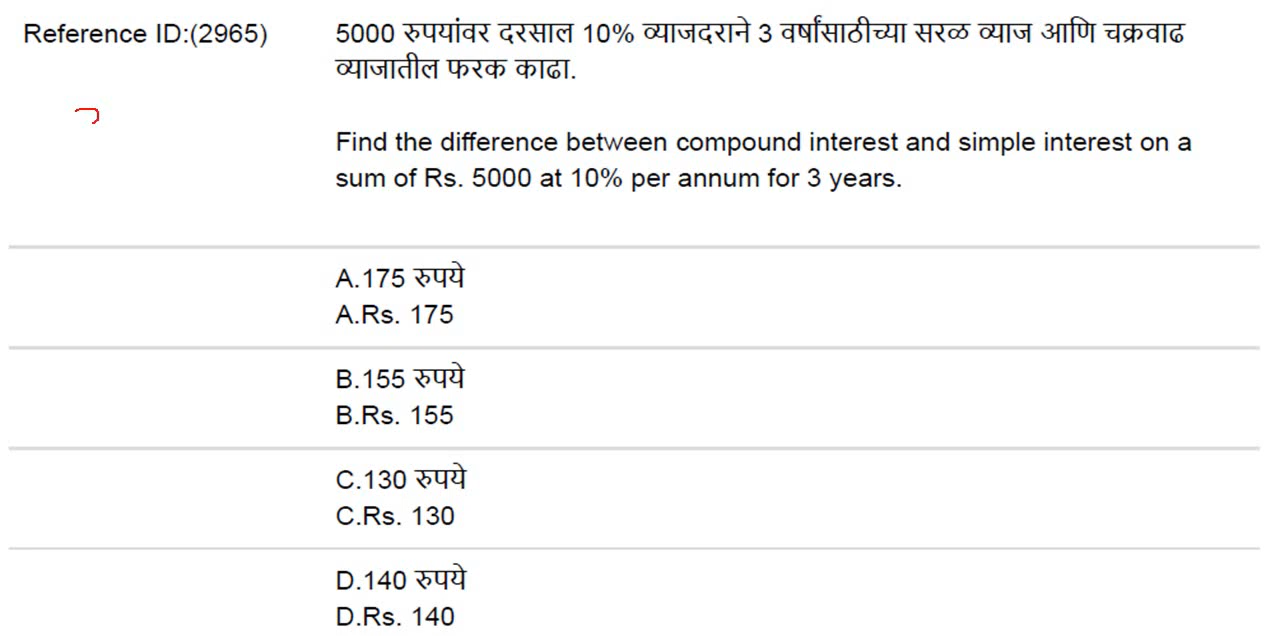 Reference ID:(2965)
5000 रुपयांवर दरसाल 10% व्याजदराने 3 वर्षांसाठीच्या सरळ व्याज आणि चक्रवाढ
व्याजातील फरक काढा.
Find the difference between compound interest and simple interest on a
sum of Rs. 5000 at 10% per annum for 3 years.
A.175 रुपये
A.Rs. 175
B.155 रुपये
B.Rs. 155
C.130 रुपये
C.Rs. 130
D.140 रुपये
D.Rs. 140